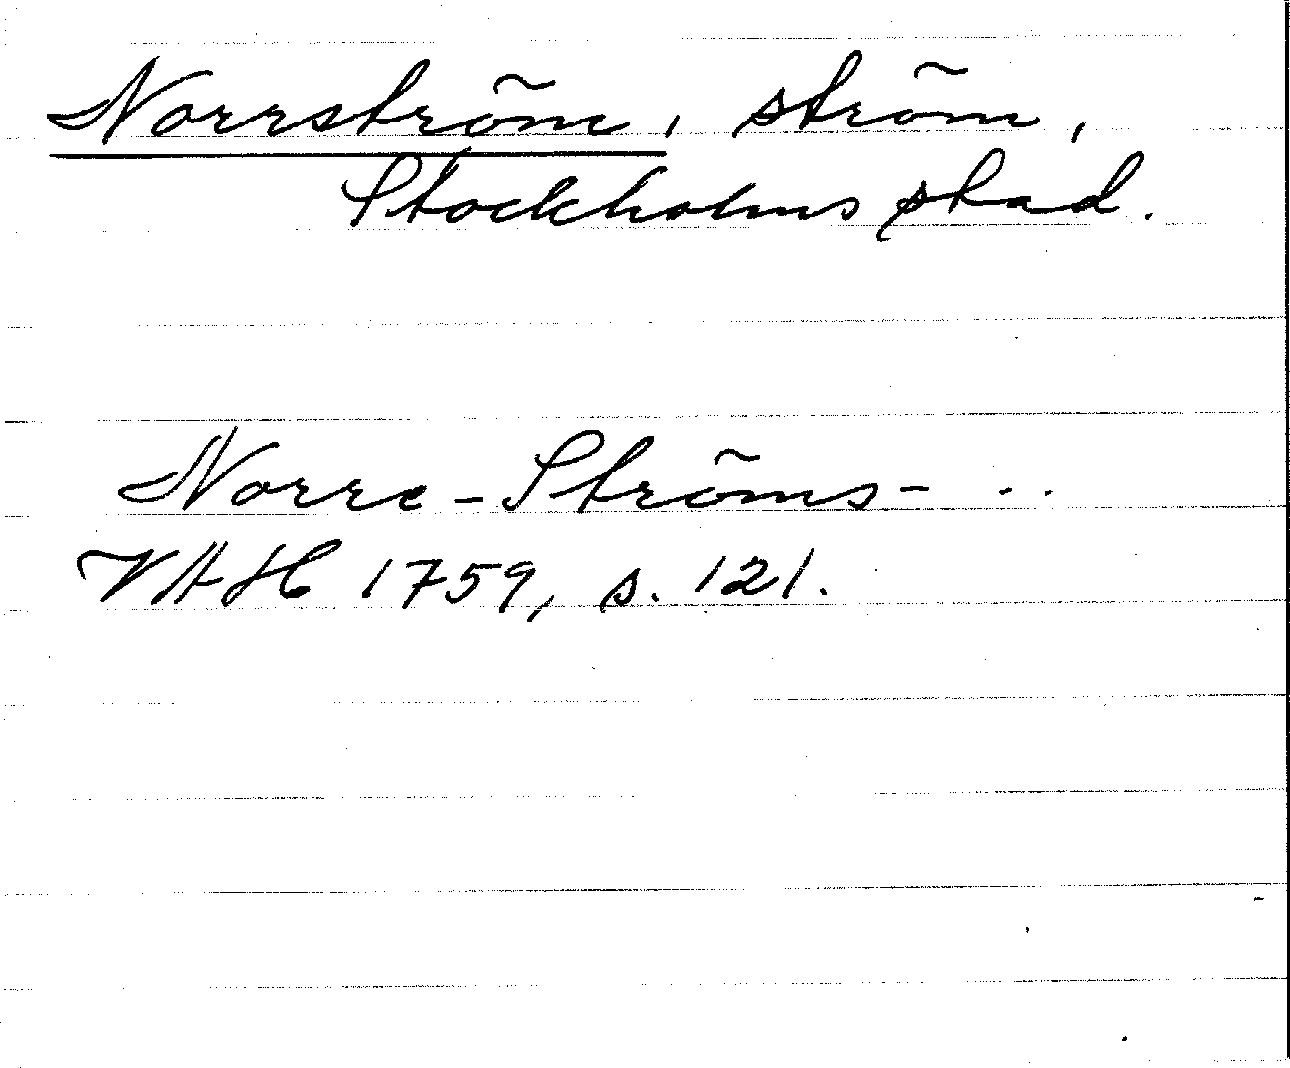 Norrström, ström,
Stockholms stad.
Norre-Ströms- ..
VAH 1759, s. 121.